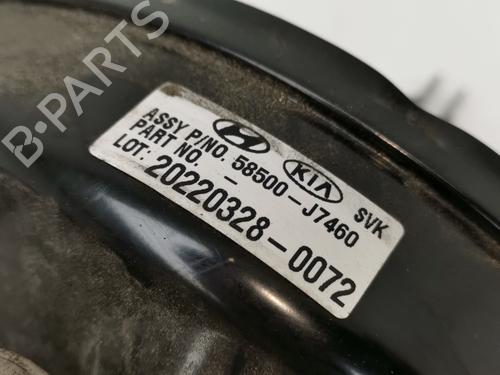 KIA SVK
ASSY P/NO. 58500-J7460
PART NO. -
LOT: 20220328-0072
B-PARTS